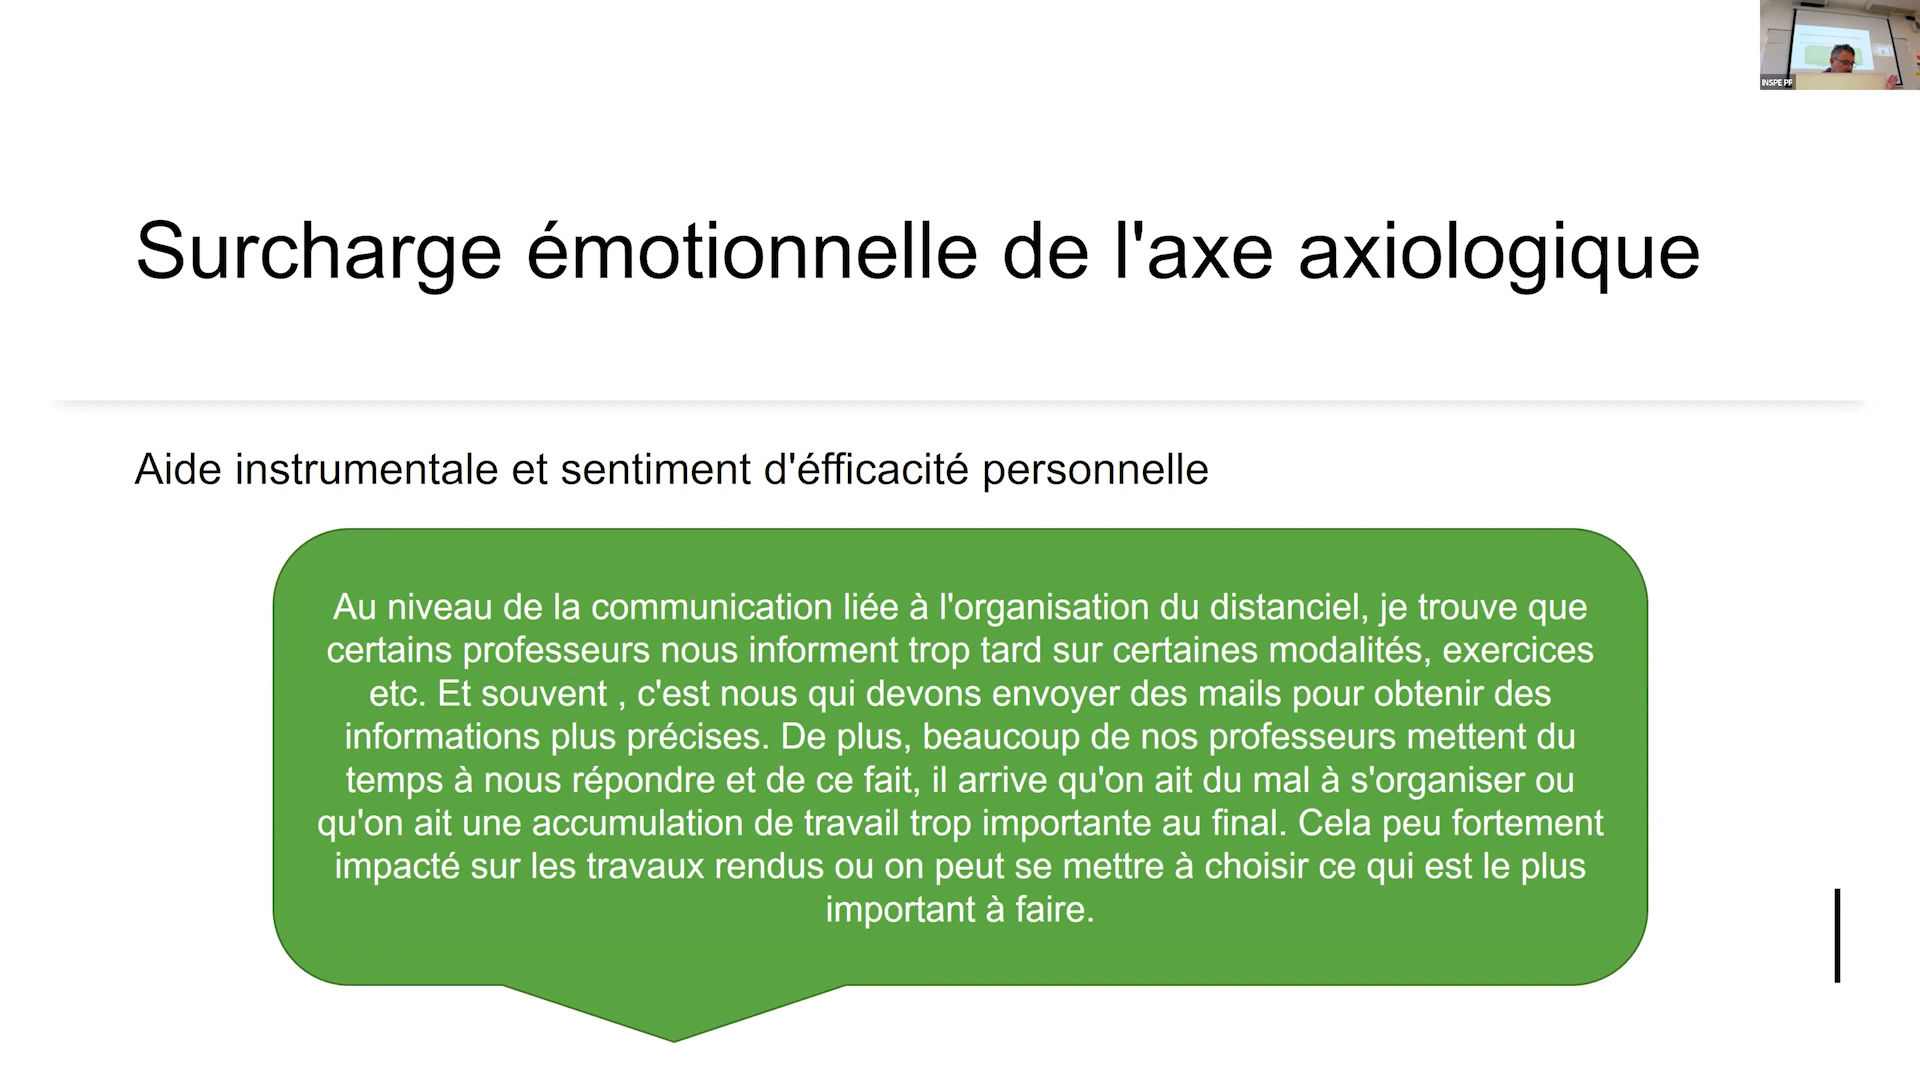 INSPE PF
Surcharge émotionnelle de l'axe axiologique
Aide instrumentale et sentiment d'éfficacité personnelle
Au niveau de la communication liée à l'organisation du distanciel, je trouve que
certains professeurs nous informent trop tard sur certaines modalités, exercices
etc. Et souvent , c'est nous qui devons envoyer des mails pour obtenir des
informations plus précises. De plus, beaucoup de nos professeurs mettent du
temps à nous répondre et de ce fait, il arrive qu'on ait du mal à s'organiser ou
qu'on ait une accumulation de travail trop importante au final. Cela peu fortement
impacté sur les travaux rendus ou on peut se mettre à choisir ce qui est le plus
important à faire.